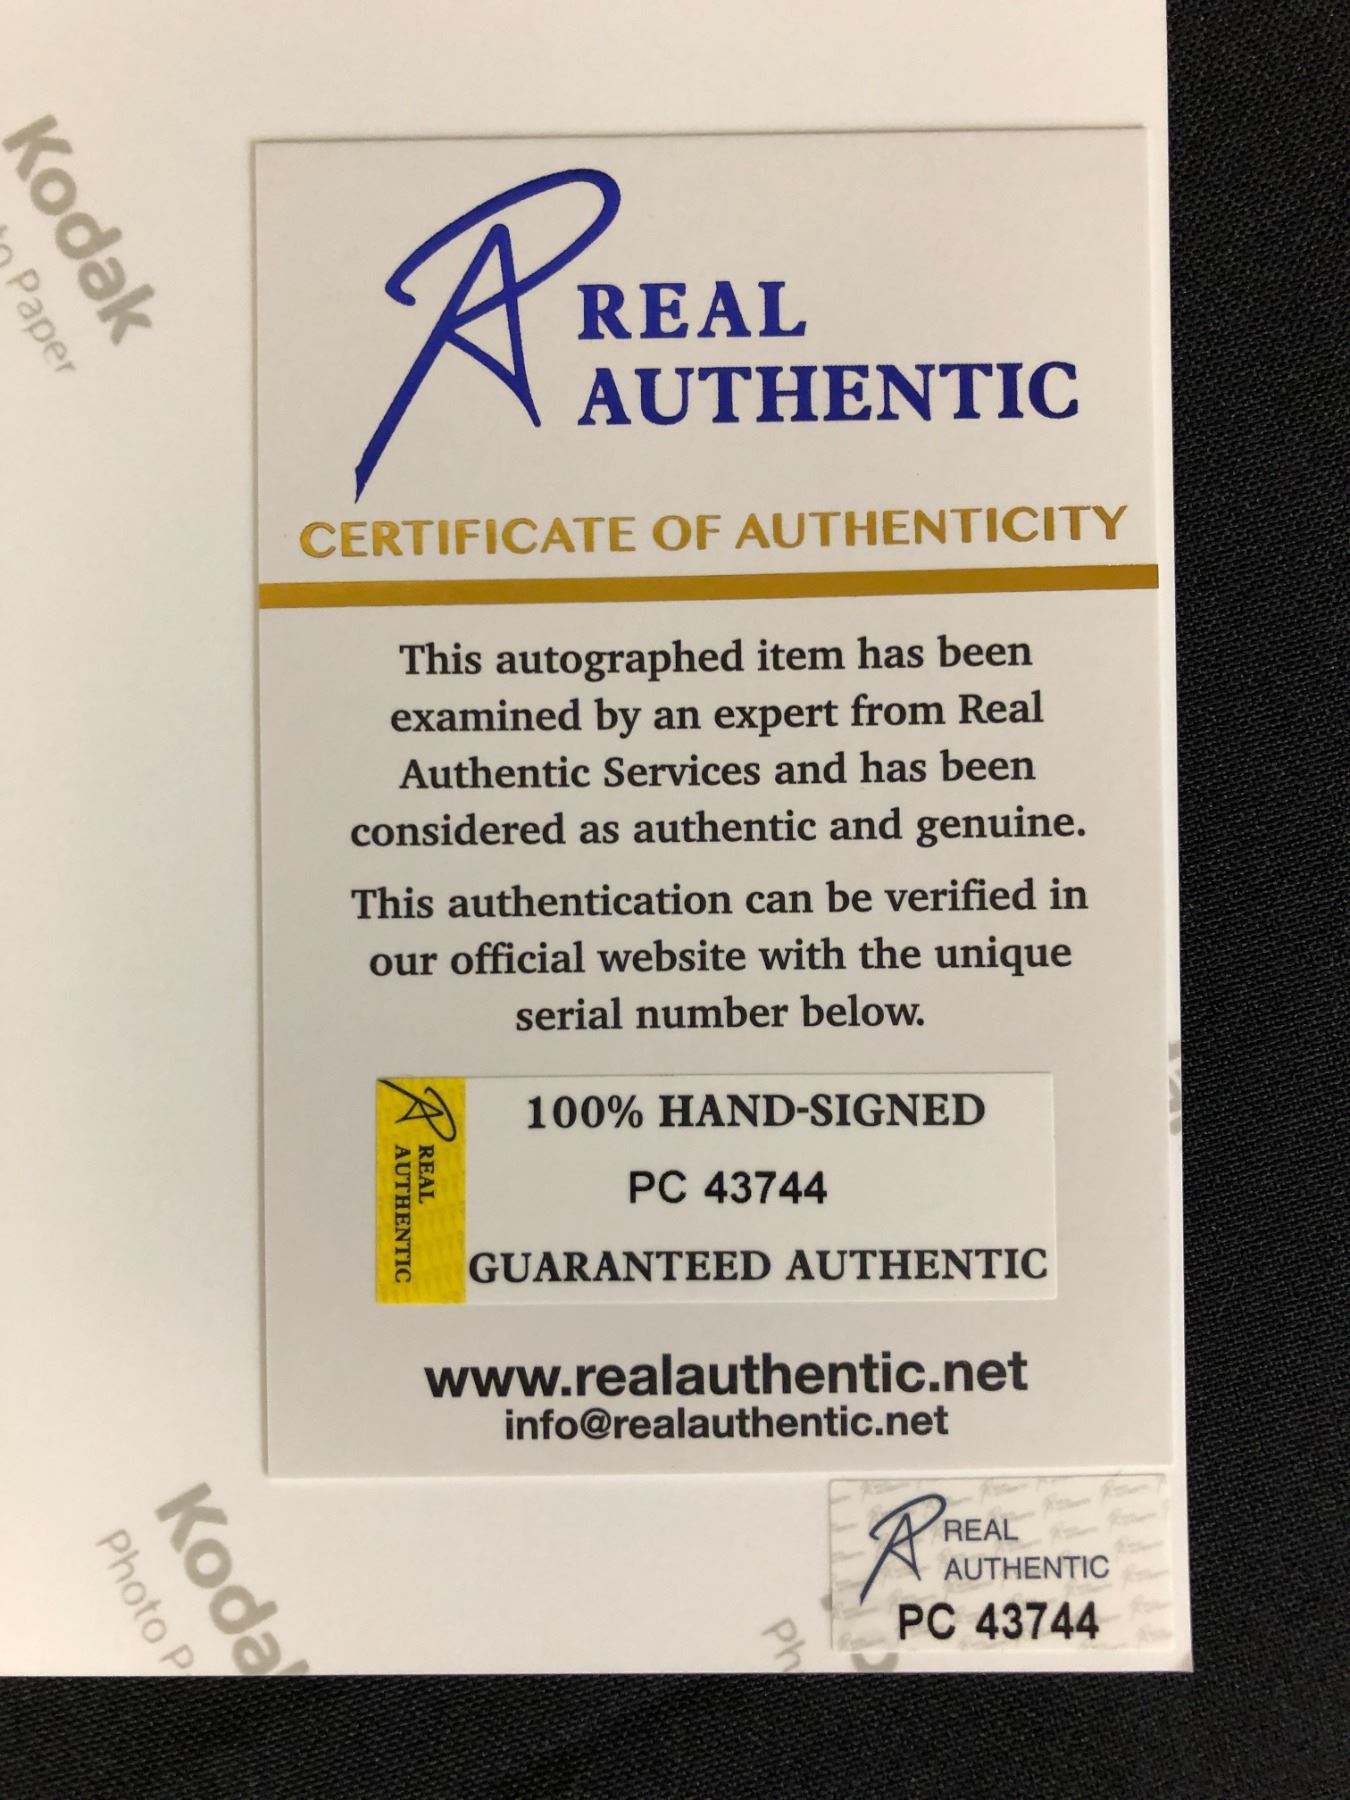 Kodak
Paper
REAL
AUTHENTIC
CERTIFICATE OF AUTHENTICITY
This autographed item has been
examined by an expert from Real
Authentic Services and has been
considered as authentic and genuine.
This authentication can be verified in
our official website with the unique
serial number below.
REAL
AUTHENTIC
100% HAND-SIGNED
PC 43744
GUARANTEED AUTHENTIC
www.realauthentic.net
info@realauthentic.net
Kodak
Photo P
Ph
REAL
AUTHENTIC
PC 43744